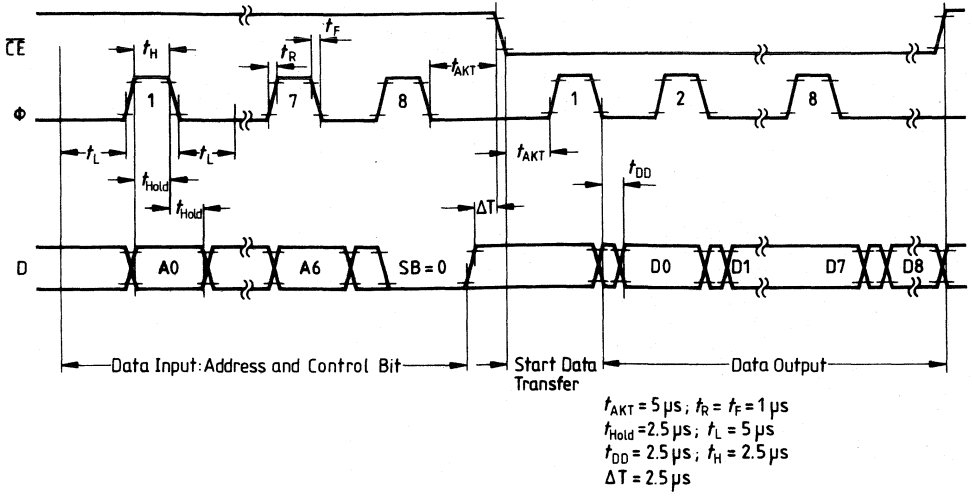 C̅E̅
t_H
t_R
t_F
t_AKT
Φ
1
7
8
1
2
8
t_L
t_L
t_AKT
t_Hold
t_Hold
t_DD
ΔT
D
A0
A6
SB=0
D0
D1
D7
D8
Data Input: Address and Control Bit
Start Data
Transfer
Data Output
t_AKT = 5 µs; t_R = t_F = 1 µs
t_Hold = 2.5 µs; t_L = 5 µs
t_DD = 2.5 µs; t_H = 2.5 µs
ΔT = 2.5 µs